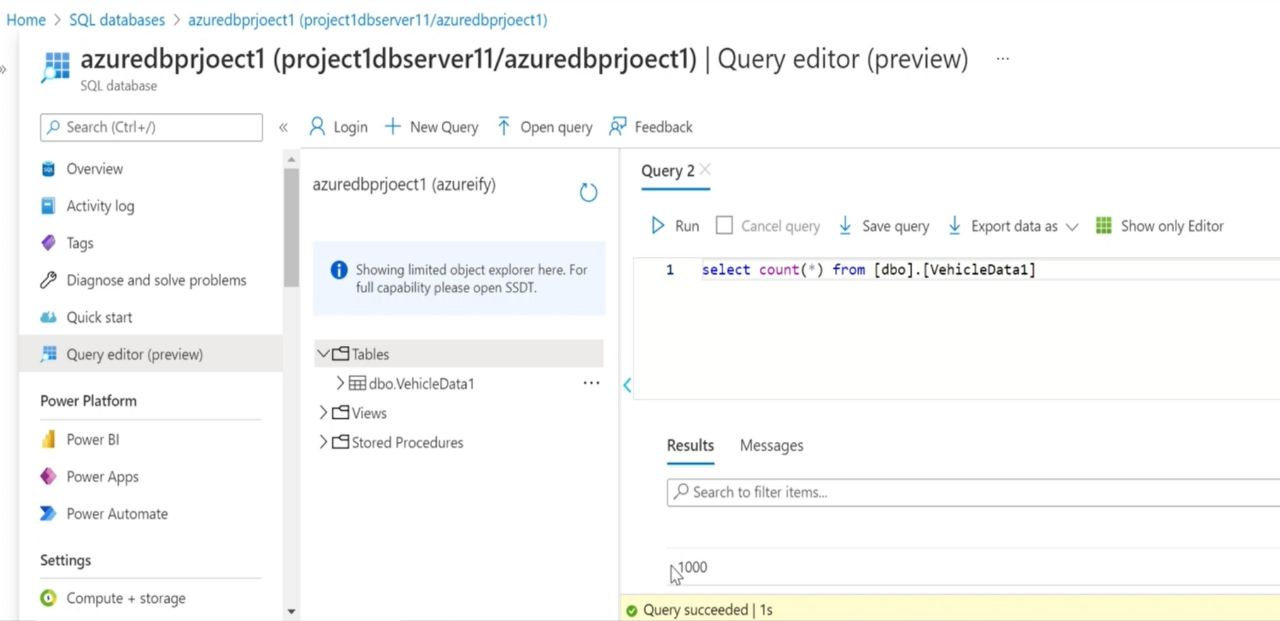 Home > SQL databases > azuredbprjoect1 (project1dbserver11/azuredbprjoect1)
azuredbprjoect1 (project1dbserver11/azuredbprjoect1) | Query editor (preview) ...
SQL database
Search (Ctrl+/)
«
Overview
Activity log
Tags
Diagnose and solve problems
Quick start
Query editor (preview)
Power Platform
Power BI
Power Apps
Power Automate
Settings
Compute + storage
Login
New Query
Open query
Feedback
azuredbprjoect1 (azureify)
Showing limited object explorer here. For
full capability please open SSDT.
Tables
dbo.VehicleData1 ...
Views
Stored Procedures
Query 2
Run
Cancel query
Save query
Export data as
Show only Editor
1 select count(*) from [dbo].[VehicleData1]
Results
Messages
Search to filter items...
1000
Query succeeded | 1s